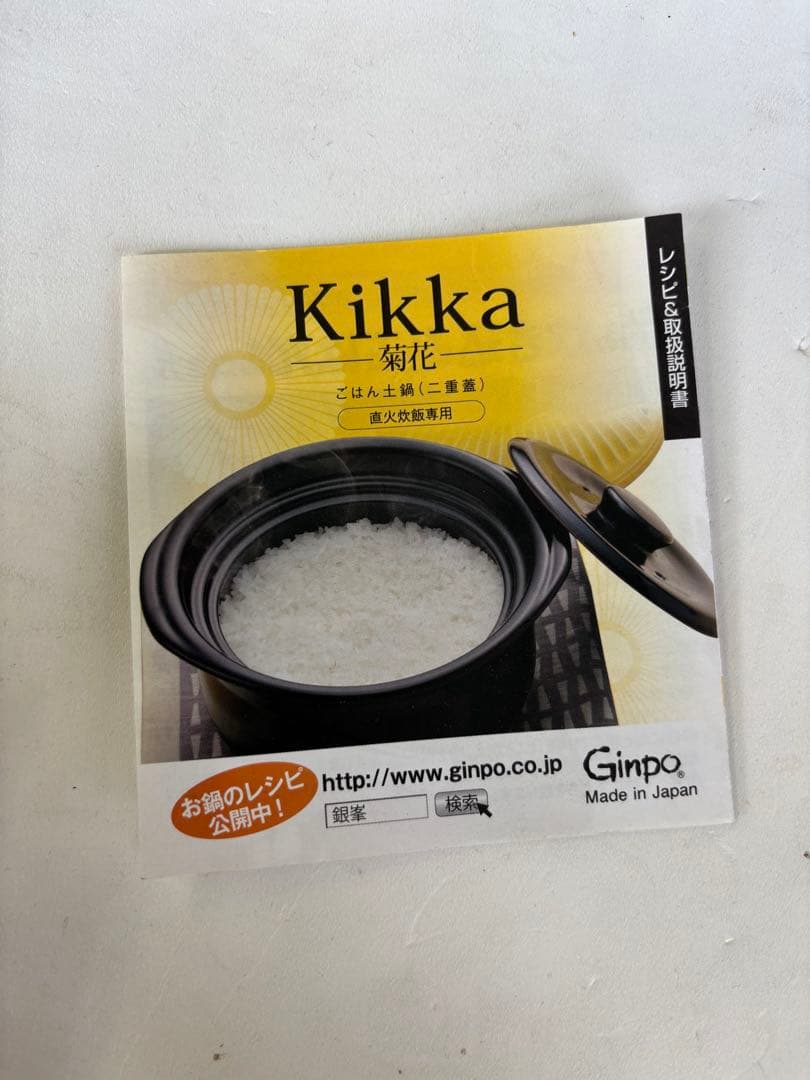 Kikka
菊花
ごはん土鍋(二重蓋)
直火炊飯専用
レシピ&取扱説明書
お鍋のレシピ
公開中!
http://www.ginpo.co.jp
銀峯
検索
Ginpo®
Made in Japan